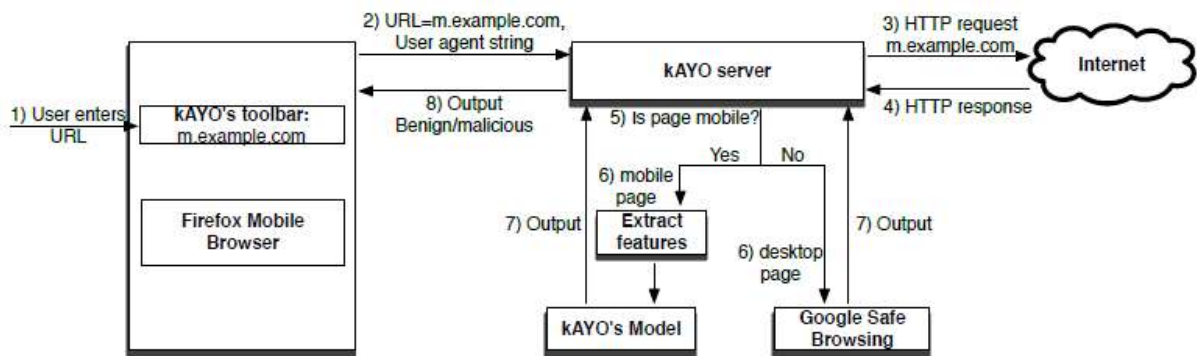 1) User enters
URL
kAYO's toolbar:
m.example.com
Firefox Mobile
Browser
2) URL=m.example.com,
User agent string
8) Output
Benign/malicious
kAYO server
3) HTTP request
m.example.com
4) HTTP response
Internet
5) Is page mobile?
Yes
No
6) mobile
page
Extract
features
7) Output
kAYO's Model
6) desktop
page
7) Output
Google Safe
Browsing